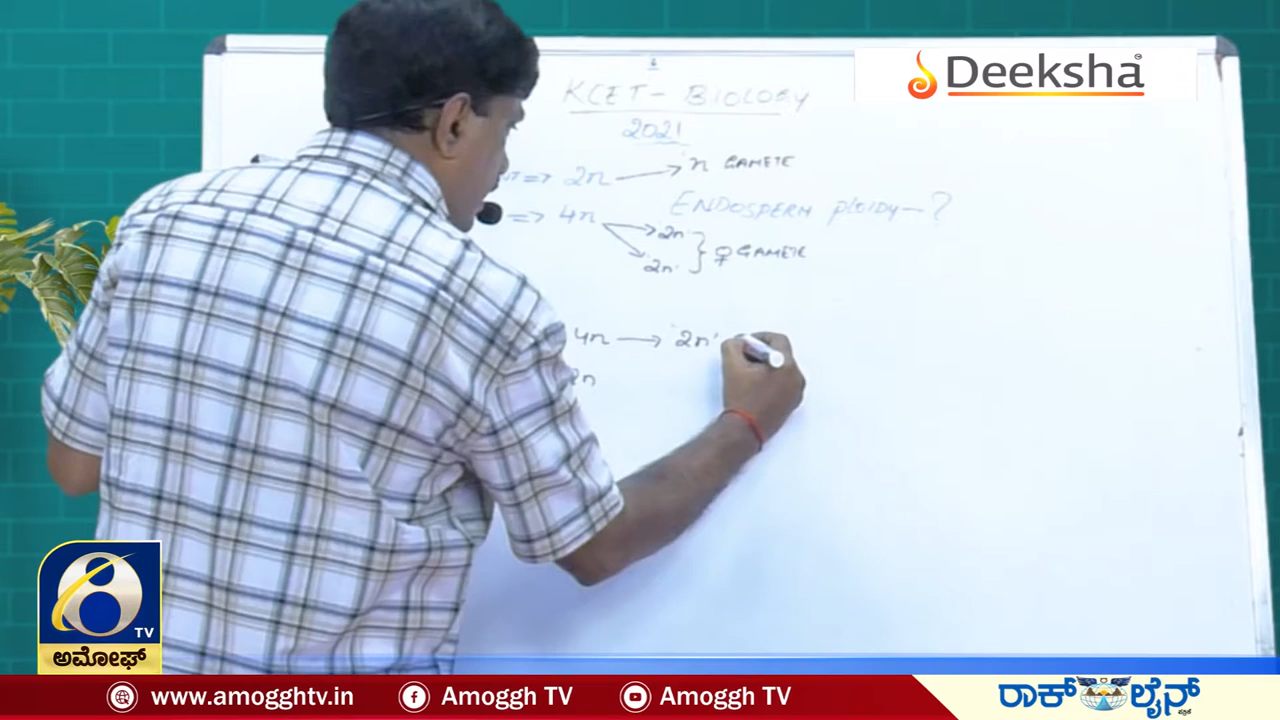 Deeksha
KCET - BIOLOGY
2021
=> 2n → n GAMETE
ENDOSPERM PLOIDY - ?
=> 4n → 2n
2n } ♀ GAMETE
4n → 2n
2n
TV
ಅಮೋಘ್
www.amogghtv.in Amoggh TV Amoggh TV
ರಾಕ್ ಲೈನ್